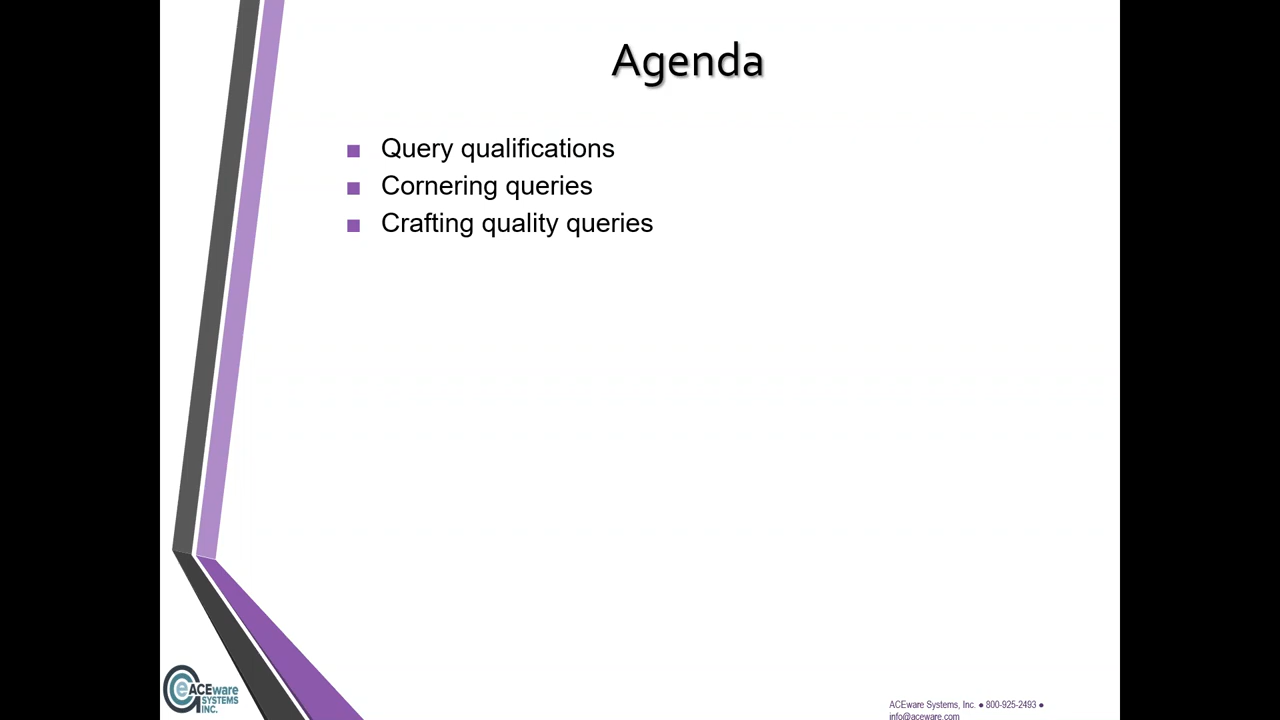 Agenda
■ Query qualifications
■ Cornering queries
■ Crafting quality queries
ACEware
SYSTEMS
INC.
ACEware Systems, Inc. ● 800-925-2493 ●
info@aceware.com